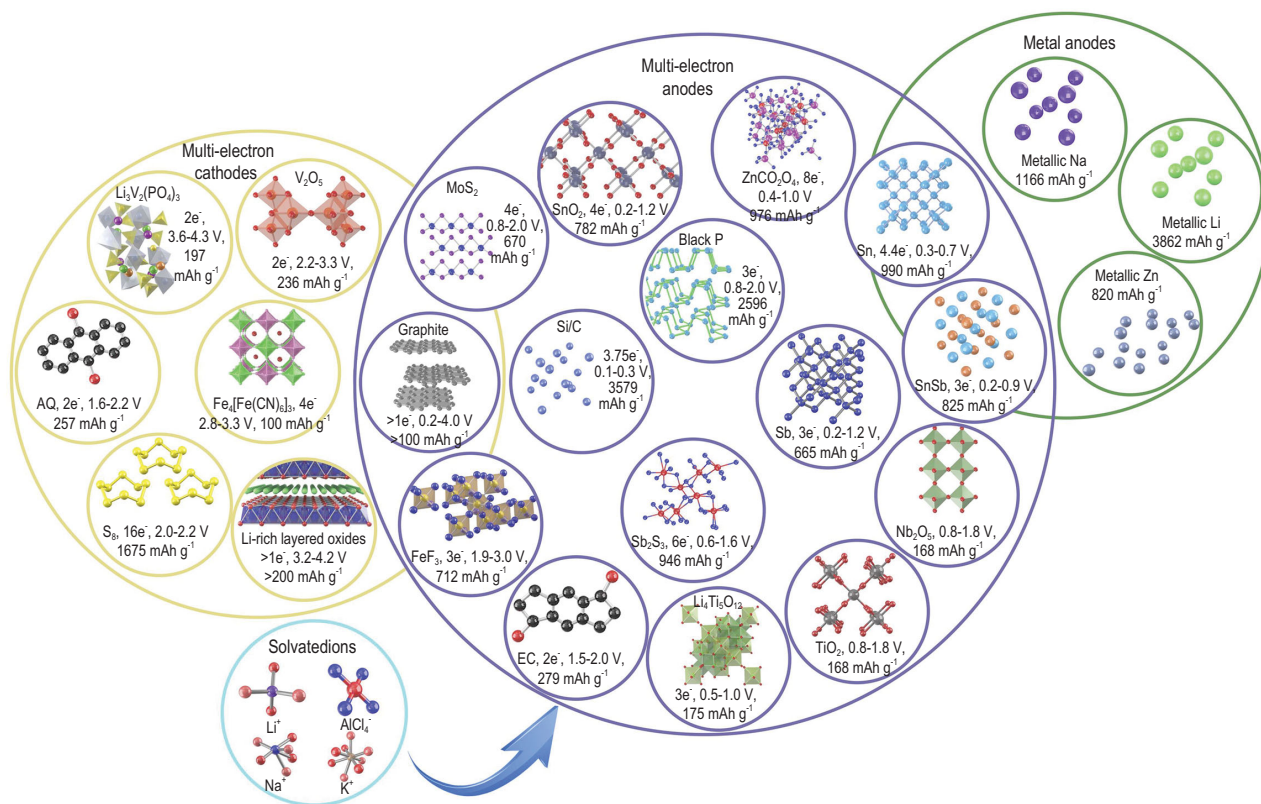 Multi-electron
cathodes
Li₃V₂(PO₄)₃
2e⁻,
3.6-4.3 V,
197
mAh g⁻¹
V₂O₅
2e⁻, 2.2-3.3 V,
236 mAh g⁻¹
AQ, 2e⁻, 1.6-2.2 V
257 mAh g⁻¹
Fe₄[Fe(CN)₆]₃, 4e⁻
2.8-3.3 V, 100 mAh g⁻¹
S₈, 16e⁻, 2.0-2.2 V
1675 mAh g⁻¹
Li-rich layered oxides
>1e⁻, 3.2-4.2 V
>200 mAh g⁻¹
Multi-electron
anodes
MoS₂
4e⁻,
0.8-2.0 V,
670
mAh g⁻¹
SnO₂, 4e⁻, 0.2-1.2 V
782 mAh g⁻¹
ZnCO₂O₄, 8e⁻,
0.4-1.0 V
976 mAh g⁻¹
Sn, 4.4e⁻, 0.3-0.7 V,
990 mAh g⁻¹
Black P
3e⁻,
0.8-2.0 V,
2596
mAh g⁻¹
Graphite
>1e⁻, 0.2-4.0 V
>100 mAh g⁻¹
Si/C
3.75e⁻,
0.1-0.3 V,
3579
mAh g⁻¹
Sb, 3e⁻, 0.2-1.2 V,
665 mAh g⁻¹
SnSb, 3e⁻, 0.2-0.9 V,
825 mAh g⁻¹
FeF₃, 3e⁻, 1.9-3.0 V,
712 mAh g⁻¹
Sb₂S₃, 6e⁻, 0.6-1.6 V,
946 mAh g⁻¹
Nb₂O₅, 0.8-1.8 V,
168 mAh g⁻¹
EC, 2e⁻, 1.5-2.0 V,
279 mAh g⁻¹
Li₄Ti₅O₁₂
3e⁻, 0.5-1.0 V,
175 mAh g⁻¹
TiO₂, 0.8-1.8 V,
168 mAh g⁻¹
Metal anodes
Metallic Na
1166 mAh g⁻¹
Metallic Li
3862 mAh g⁻¹
Metallic Zn
820 mAh g⁻¹
Solvatedions
Li⁺
AlCl₄⁻
Na⁺
K⁺